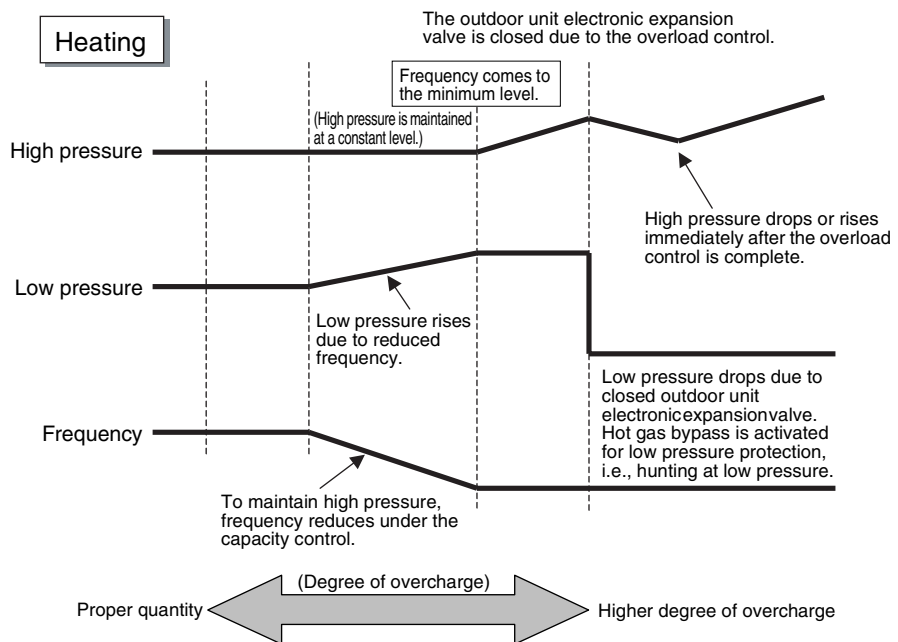 Heating
The outdoor unit electronic expansion
valve is closed due to the overload control.
Frequency comes to
the minimum level.
(High pressure is maintained
at a constant level.)
High pressure
High pressure drops or rises
immediately after the overload
control is complete.
Low pressure
Low pressure rises
due to reduced
frequency.
Low pressure drops due to
closed outdoor unit
electronic expansion valve.
Hot gas bypass is activated
for low pressure protection,
i.e., hunting at low pressure.
Frequency
To maintain high pressure,
frequency reduces under the
capacity control.
(Degree of overcharge)
Proper quantity
Higher degree of overcharge